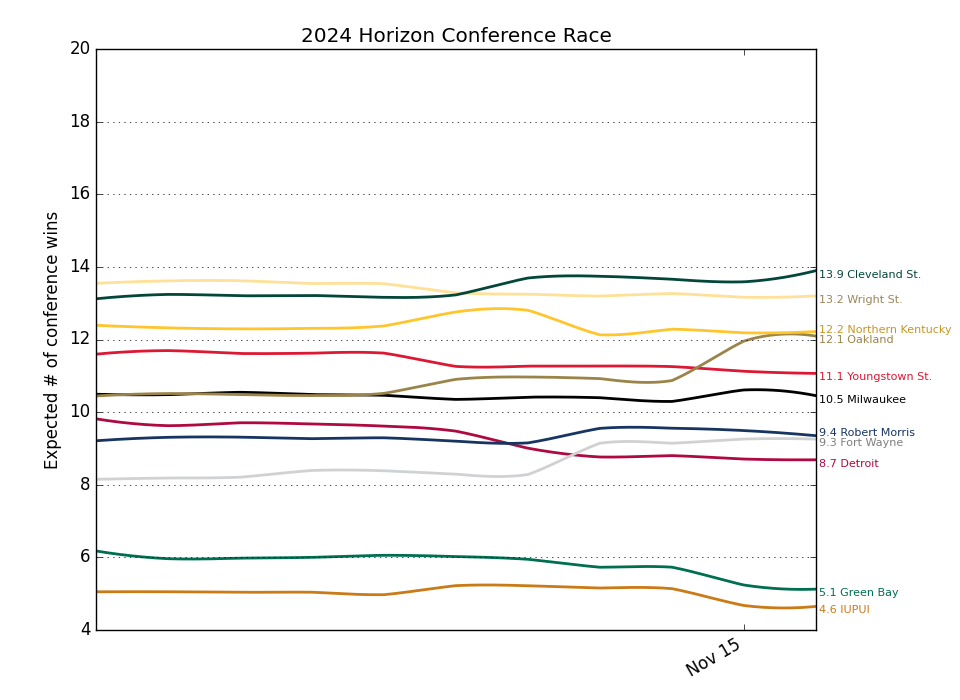 2024 Horizon Conference Race
Expected # of conference wins
20
18
16
14
12
10
8
6
4
13.9 Cleveland St.
13.2 Wright St.
12.2 Northern Kentucky
12.1 Oakland
11.1 Youngstown St.
10.5 Milwaukee
9.4 Robert Morris
9.3 Fort Wayne
8.7 Detroit
5.1 Green Bay
4.6 IUPUI
Nov 15